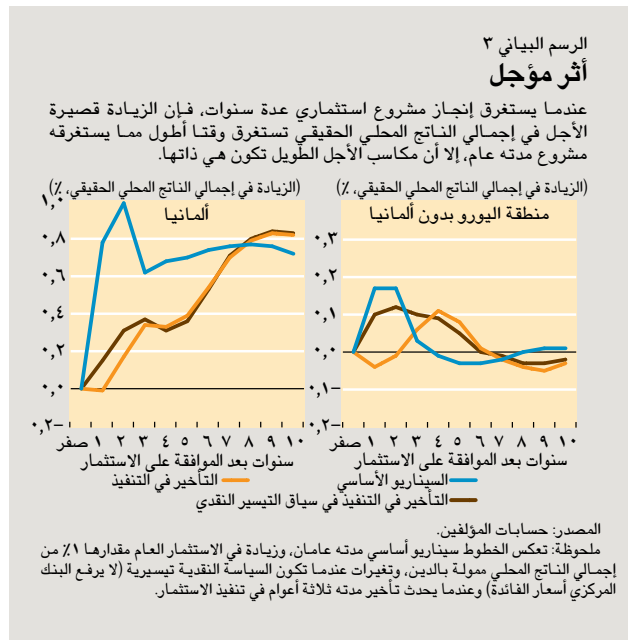 الرسم البياني ٣
أثر مؤجل
عندما يستغرق إنجاز مشروع استثماري عدة سنوات، فإن الزيادة قصيرة
الأجل في إجمالي الناتج المحلي الحقيقي تستغرق وقتا أطول مما يستغرقه
مشروع مدته عام، إلا أن مكاسب الأجل الطويل تكون هي ذاتها.
(الزيادة في إجمالي الناتج المحلي الحقيقي، ٪)
منطقة اليورو بدون ألمانيا
٠,٣
٠,٢
٠,١
٠,٠
٠,١–
٠,٢–
صفر ١ ٢ ٣ ٤ ٥ ٦ ٧ ٨ ٩ ١٠
سنوات بعد الموافقة على الاستثمار
(الزيادة في إجمالي الناتج المحلي الحقيقي، ٪)
ألمانيا
١,٠
٠,٨
٠,٦
٠,٤
٠,٢
٠,٠
٠,٢–
صفر ١ ٢ ٣ ٤ ٥ ٦ ٧ ٨ ٩ ١٠
سنوات بعد الموافقة على الاستثمار
السيناريو الأساسي
التأخير في التنفيذ
التأخير في التنفيذ في سياق التيسير النقدي
المصدر: حسابات المؤلفين.
ملحوظة: تعكس الخطوط سيناريو أساسي مدته عامان، وزيادة في الاستثمار العام مقدارها ١٪ من
إجمالي الناتج المحلي ممولة بالدين، وتغيرات عندما تكون السياسة النقدية تيسيرية (لا يرفع البنك
المركزي أسعار الفائدة) وعندما يحدث تأخير مدته ثلاثة أعوام في تنفيذ الاستثمار.